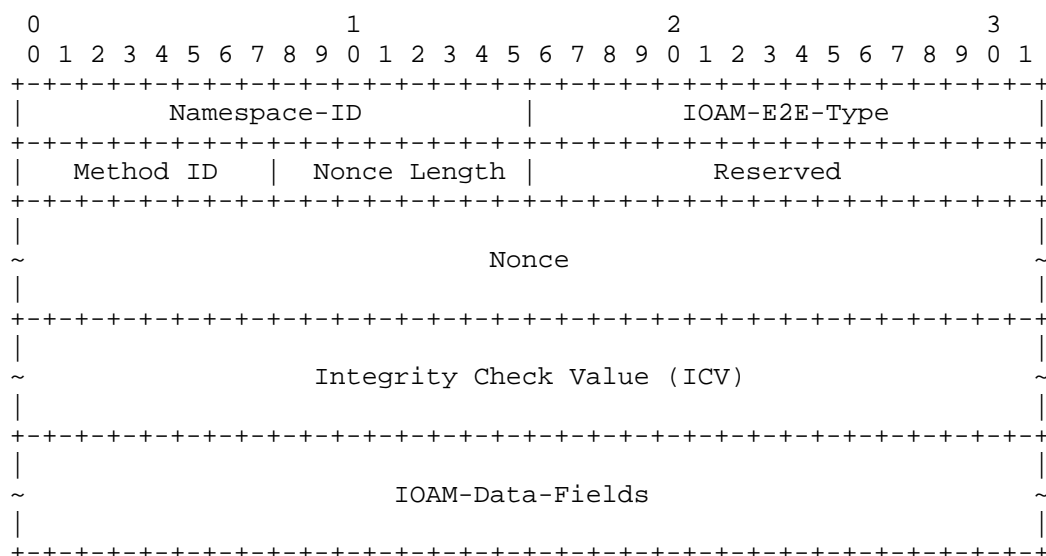 0                   1                   2                   3
 0 1 2 3 4 5 6 7 8 9 0 1 2 3 4 5 6 7 8 9 0 1 2 3 4 5 6 7 8 9 0 1
+-+-+-+-+-+-+-+-+-+-+-+-+-+-+-+-+-+-+-+-+-+-+-+-+-+-+-+-+-+-+-+-+
|         Namespace-ID          |         IOAM-E2E-Type         |
+-+-+-+-+-+-+-+-+-+-+-+-+-+-+-+-+-+-+-+-+-+-+-+-+-+-+-+-+-+-+-+-+
|   Method ID   | Nonce Length |           Reserved            |
+-+-+-+-+-+-+-+-+-+-+-+-+-+-+-+-+-+-+-+-+-+-+-+-+-+-+-+-+-+-+-+-+
|                                                               |
~                             Nonce                             ~
|                                                               |
+-+-+-+-+-+-+-+-+-+-+-+-+-+-+-+-+-+-+-+-+-+-+-+-+-+-+-+-+-+-+-+-+
|                                                               |
~                  Integrity Check Value (ICV)                  ~
|                                                               |
+-+-+-+-+-+-+-+-+-+-+-+-+-+-+-+-+-+-+-+-+-+-+-+-+-+-+-+-+-+-+-+-+
|                                                               |
~                       IOAM-Data-Fields                        ~
|                                                               |
+-+-+-+-+-+-+-+-+-+-+-+-+-+-+-+-+-+-+-+-+-+-+-+-+-+-+-+-+-+-+-+-+